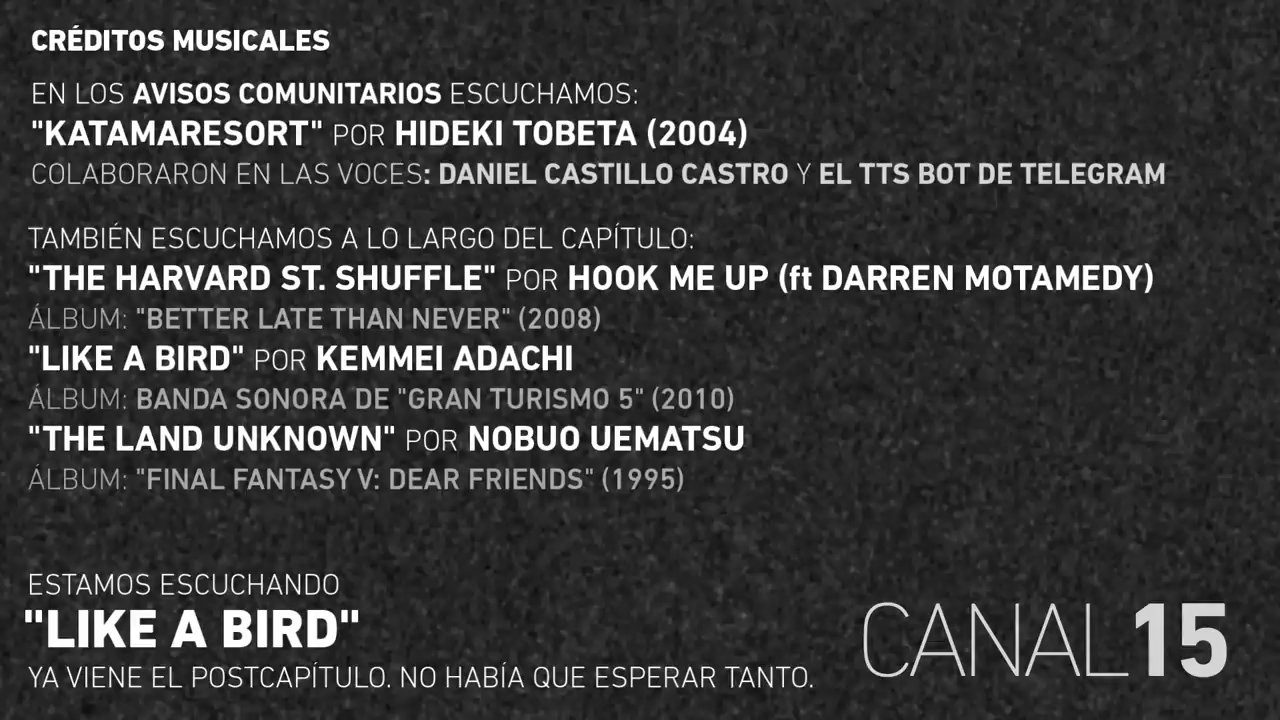 CRÉDITOS MUSICALES
EN LOS AVISOS COMUNITARIOS ESCUCHAMOS:
"KATAMARESORT" POR HIDEKI TOBETA (2004)
COLABORARON EN LAS VOCES: DANIEL CASTILLO CASTRO Y EL TTS BOT DE TELEGRAM
TAMBIÉN ESCUCHAMOS A LO LARGO DEL CAPÍTULO:
"THE HARVARD ST. SHUFFLE" POR HOOK ME UP (ft DARREN MOTAMEDY)
ÁLBUM: "BETTER LATE THAN NEVER" (2008)
"LIKE A BIRD" POR KEMMEI ADACHI
ÁLBUM: BANDA SONORA DE "GRAN TURISMO 5" (2010)
"THE LAND UNKNOWN" POR NOBUO UEMATSU
ÁLBUM: "FINAL FANTASY V: DEAR FRIENDS" (1995)
ESTAMOS ESCUCHANDO
"LIKE A BIRD"
YA VIENE EL POSTCAPÍTULO. NO HABÍA QUE ESPERAR TANTO.
CANAL15